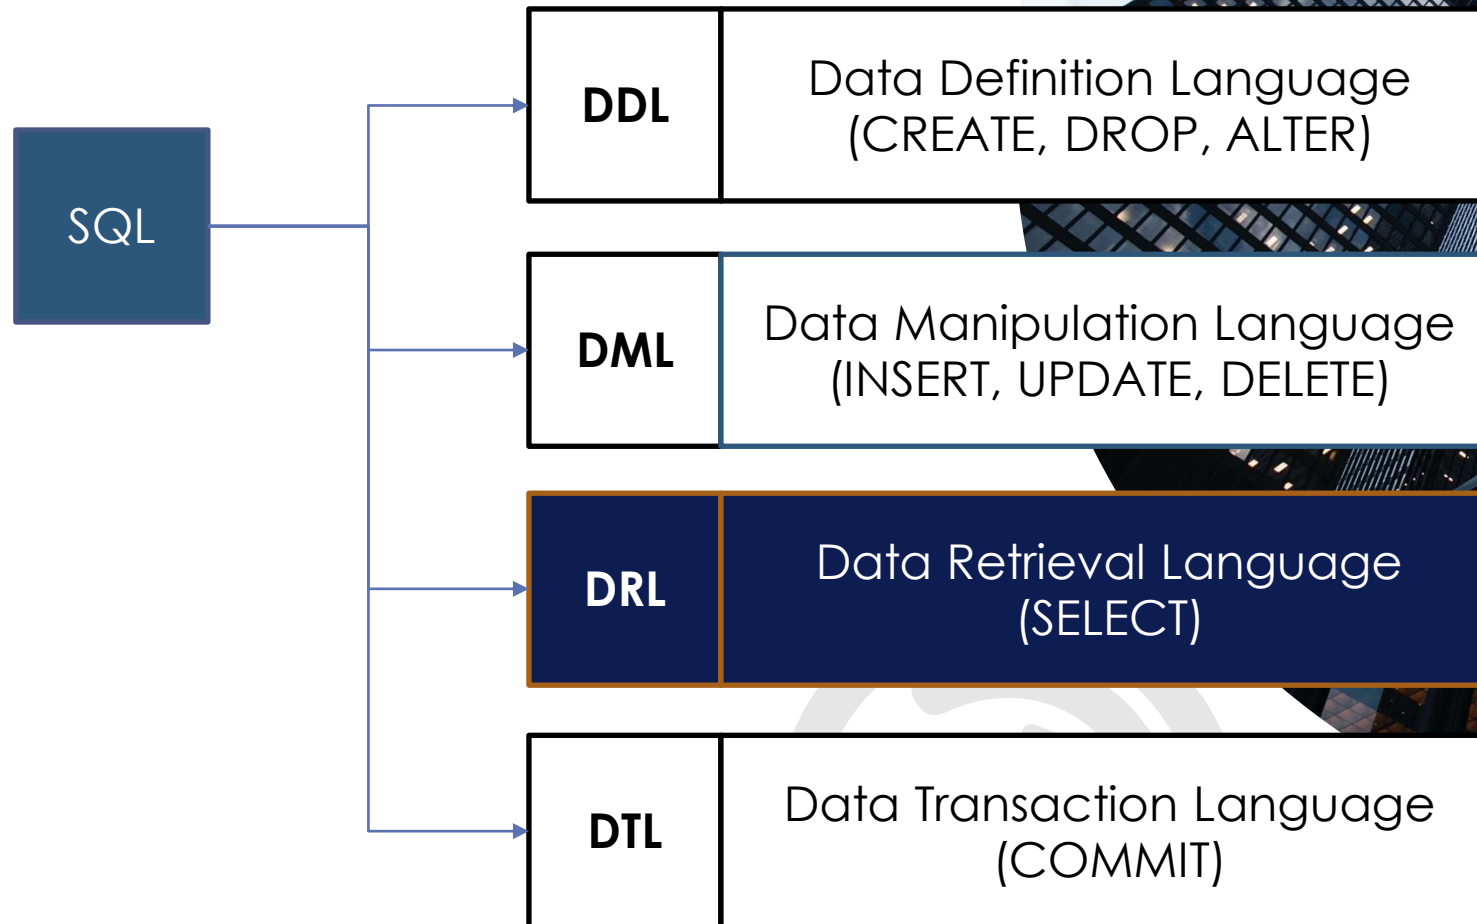 SQL
DDL
Data Definition Language
(CREATE, DROP, ALTER)
DML
Data Manipulation Language
(INSERT, UPDATE, DELETE)
DRL
Data Retrieval Language
(SELECT)
DTL
Data Transaction Language
(COMMIT)